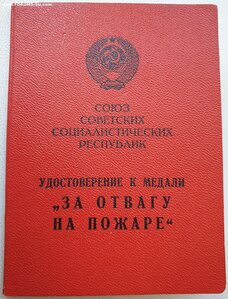 СОЮЗ
СОВЕТСКИХ
СОЦИАЛИСТИЧЕСКИХ
РЕСПУБЛИК
УДОСТОВЕРЕНИЕ К МЕДАЛИ
„ЗА ОТВАГУ
НА ПОЖАРЕ“